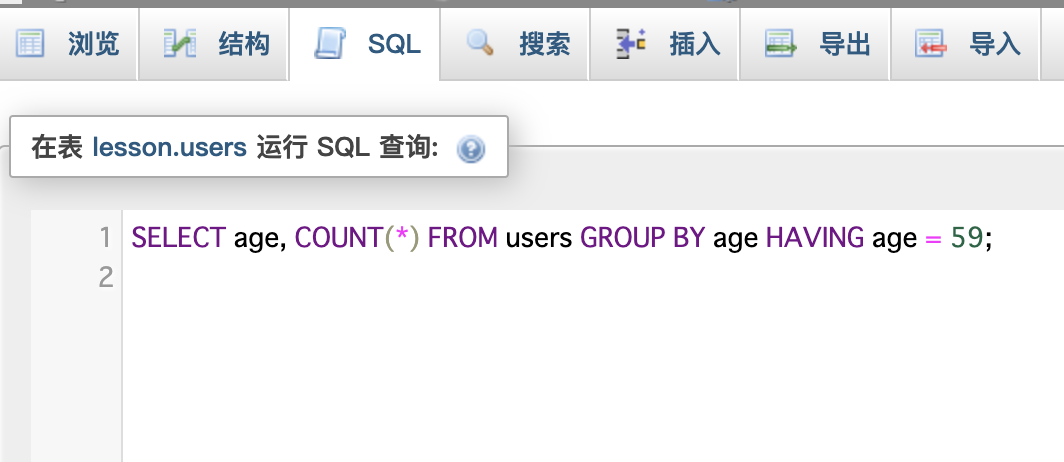 浏览 结构 SQL 搜索 插入 导出 导入
在表 lesson.users 运行 SQL 查询:
1 SELECT age, COUNT(*) FROM users GROUP BY age HAVING age = 59;
2